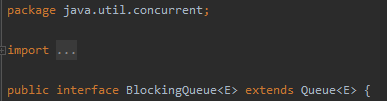 package java.util.concurrent;
import ...
public interface BlockingQueue<E> extends Queue<E> {